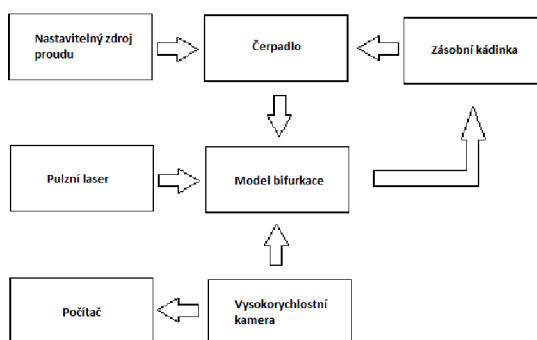 Nastavitelný zdroj
proudu
Čerpadlo
Zásobní kádinka
Pulzní laser
Model bifurkace
Počítač
Vysokorychlostní
kamera